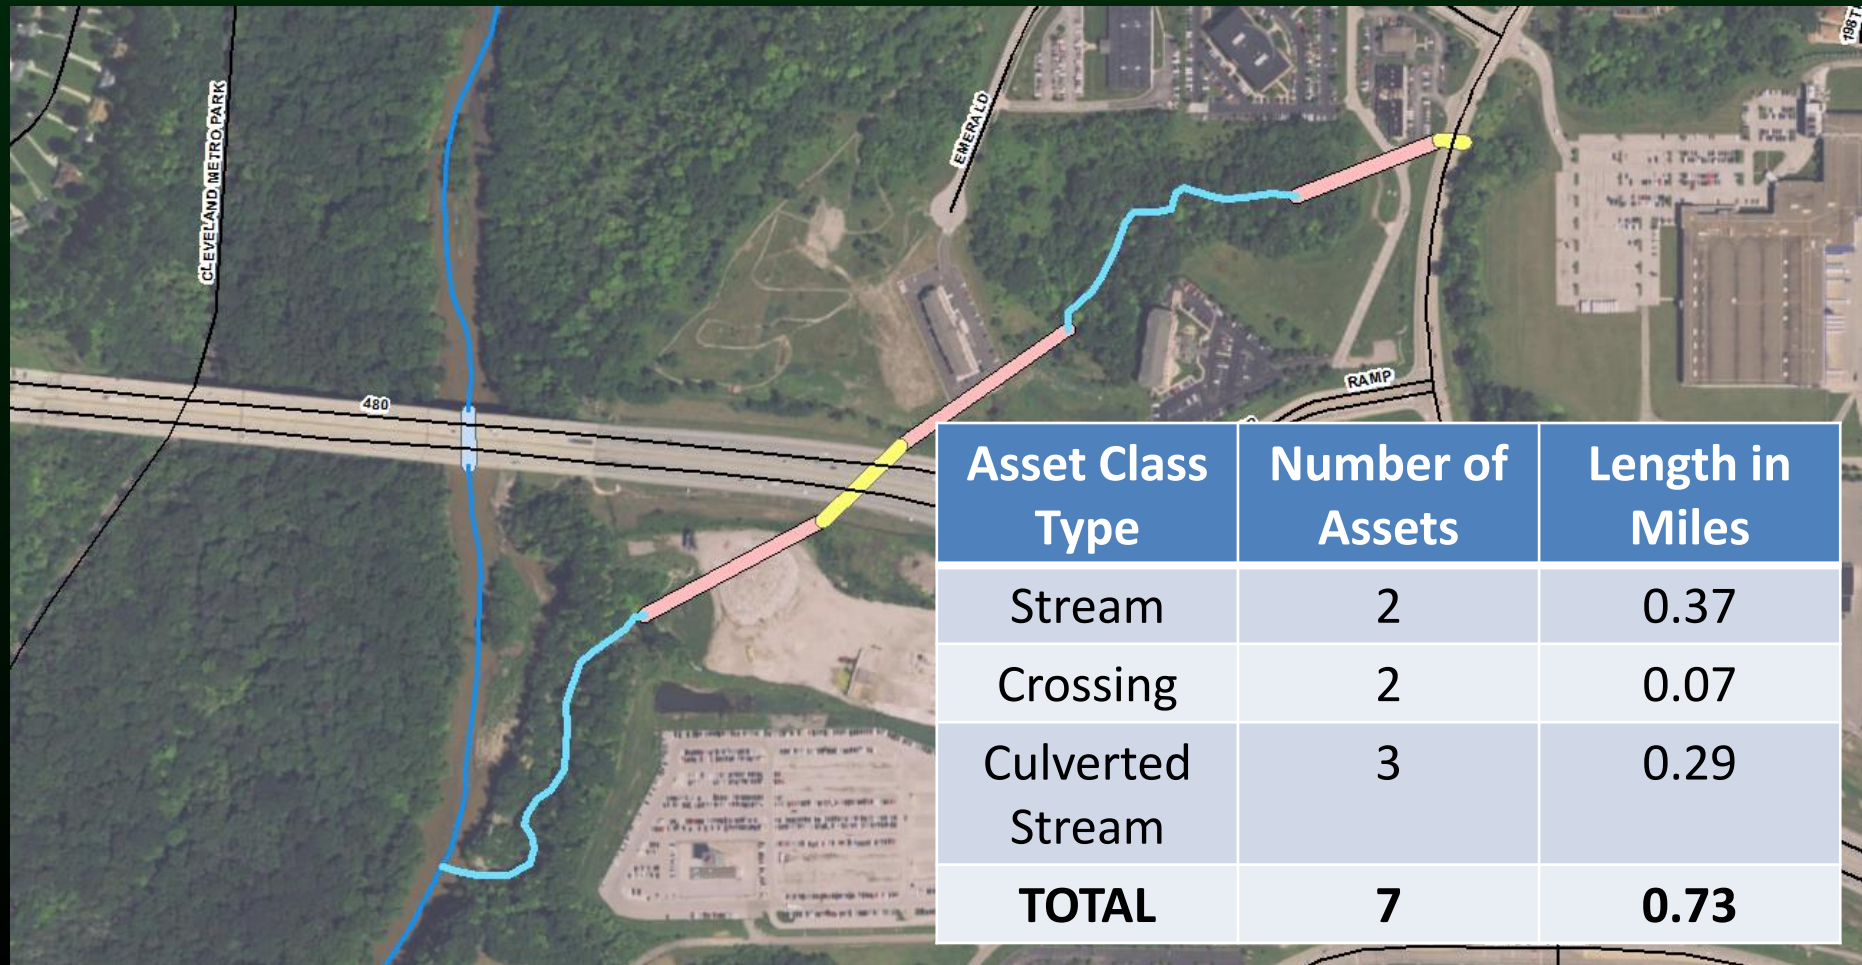 198T
CLEVELAND METRO PARK
EMERALD
480
RAMP
Asset Class
Type
Number of
Assets
Length in
Miles
Stream
2
0.37
Crossing
2
0.07
Culverted
Stream
3
0.29
TOTAL
7
0.73